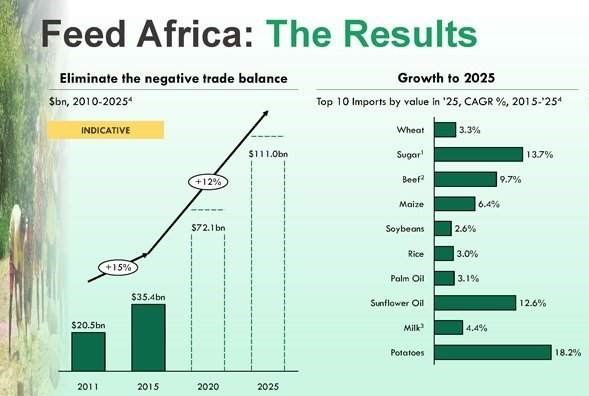 Feed Africa: The Results
Eliminate the negative trade balance
$bn, 2010-2025⁴
INDICATIVE
+12%
$111.0bn
$72.1bn
+15%
$35.4bn
$20.5bn
2011 2015 2020 2025
Growth to 2025
Top 10 Imports by value in '25, CAGR %, 2015-'25⁴
Wheat 3.3%
Sugar¹ 13.7%
Beef² 9.7%
Maize 6.4%
Soybeans 2.6%
Rice 3.0%
Palm Oil 3.1%
Sunflower Oil 12.6%
Milk³ 4.4%
Potatoes 18.2%